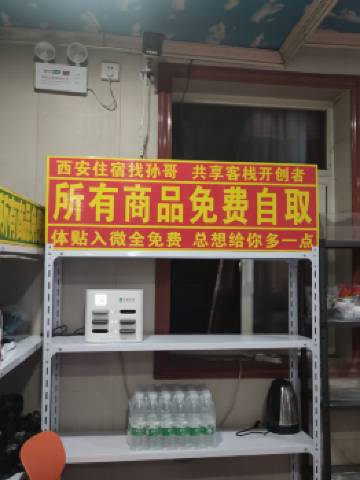 西安住宿找孙哥 共享客栈开创者
所有商品免费自取
体贴入微全免费 总想给你多一点